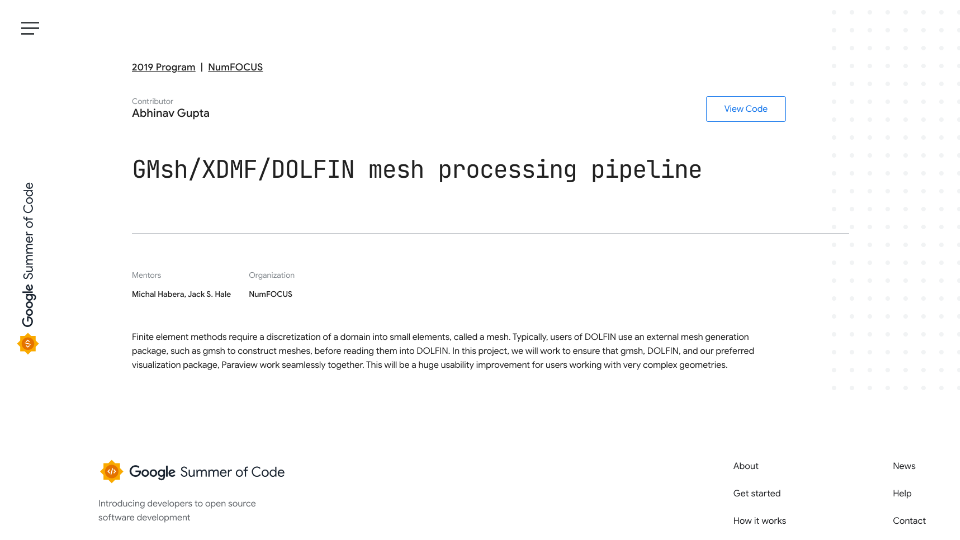 2019 Program | NumFOCUS
Contributor
Abhinav Gupta
View Code
GMsh/XDMF/DOLFIN mesh processing pipeline
Google Summer of Code
Mentors
Michal Habera, Jack S. Hale
Organization
NumFOCUS
Finite element methods require a discretization of a domain into small elements, called a mesh. Typically, users of DOLFIN use an external mesh generation
package, such as gmsh to construct meshes, before reading them into DOLFIN. In this project, we will work to ensure that gmsh, DOLFIN, and our preferred
visualization package, Paraview work seamlessly together. This will be a huge usability improvement for users working with very complex geometries.
Google Summer of Code
Introducing developers to open source
software development
About
Get started
How it works
News
Help
Contact